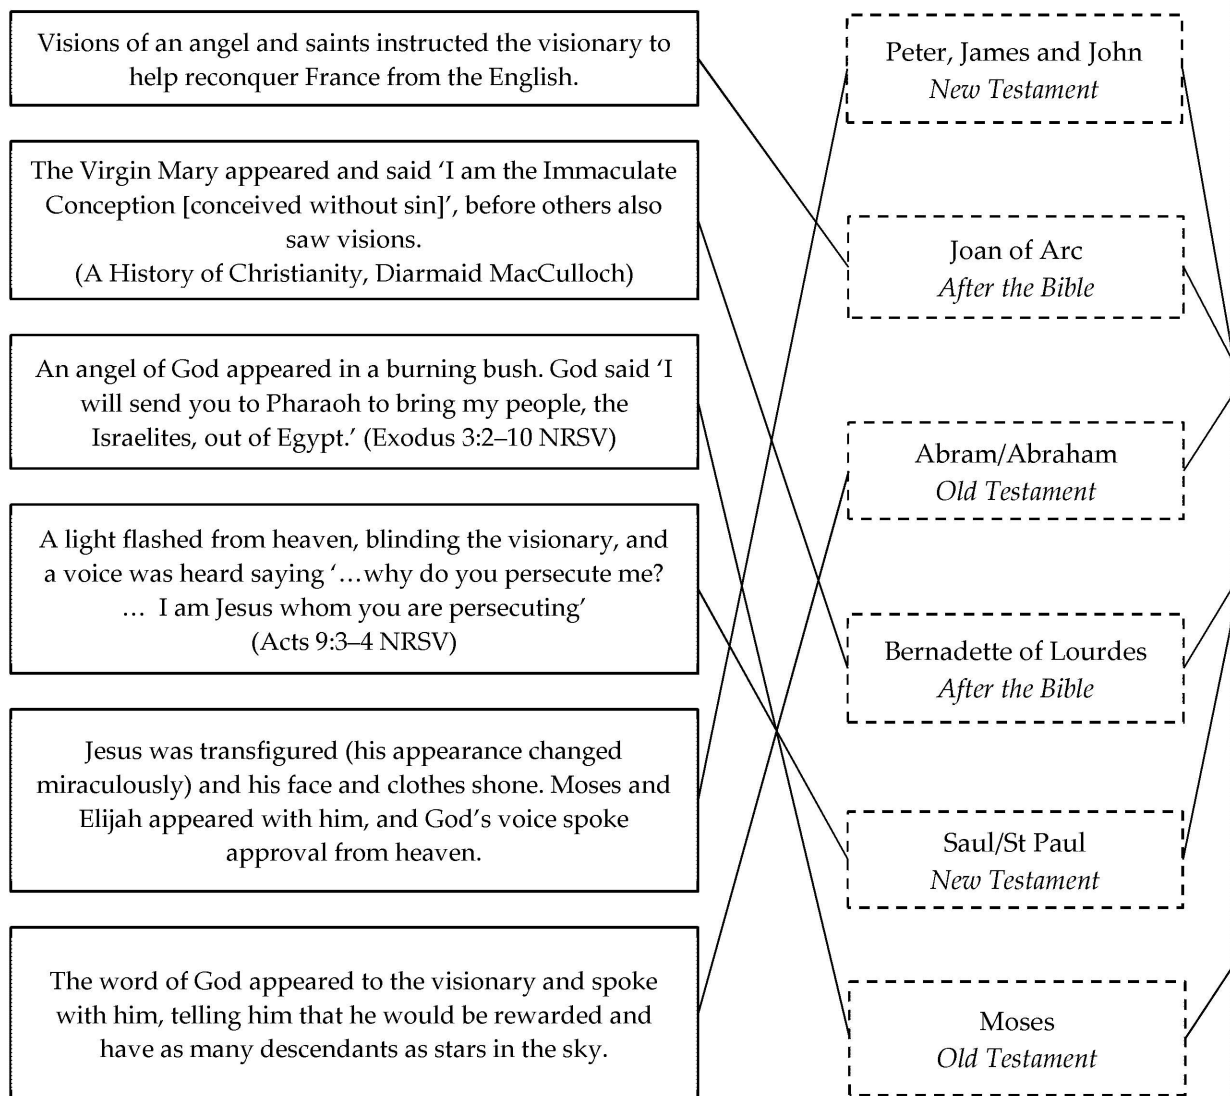 Visions of an angel and saints instructed the visionary to
help reconquer France from the English.
The Virgin Mary appeared and said ‘I am the Immaculate
Conception [conceived without sin]’, before others also
saw visions.
(A History of Christianity, Diarmaid MacCulloch)
An angel of God appeared in a burning bush. God said ‘I
will send you to Pharaoh to bring my people, the
Israelites, out of Egypt.’ (Exodus 3:2–10 NRSV)
A light flashed from heaven, blinding the visionary, and
a voice was heard saying ‘…why do you persecute me?
… I am Jesus whom you are persecuting’
(Acts 9:3–4 NRSV)
Jesus was transfigured (his appearance changed
miraculously) and his face and clothes shone. Moses and
Elijah appeared with him, and God’s voice spoke
approval from heaven.
The word of God appeared to the visionary and spoke
with him, telling him that he would be rewarded and
have as many descendants as stars in the sky.
Peter, James and John
New Testament
Joan of Arc
After the Bible
Abram/Abraham
Old Testament
Bernadette of Lourdes
After the Bible
Saul/St Paul
New Testament
Moses
Old Testament